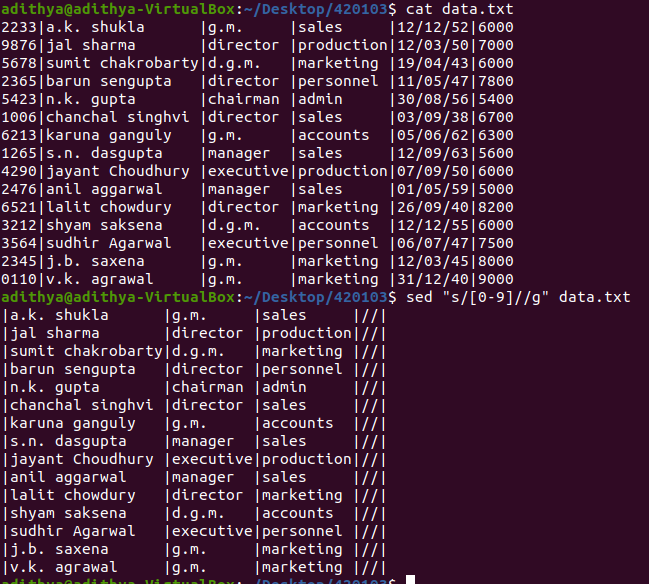 adithya@adithya-VirtualBox:~/Desktop/420103$ cat data.txt
2233|a.k. shukla      |g.m.     |sales     |12/12/52|6000
9876|jal sharma       |director |production|12/03/50|7000
5678|sumit chakrobarty|d.g.m.   |marketing |19/04/43|6000
2365|barun sengupta   |director |personnel |11/05/47|7800
5423|n.k. gupta       |chairman |admin     |30/08/56|5400
1006|chanchal singhvi |director |sales     |03/09/38|6700
6213|karuna ganguly   |g.m.     |accounts  |05/06/62|6300
1265|s.n. dasgupta    |manager  |sales     |12/09/63|5600
4290|jayant Choudhury |executive|production|07/09/50|6000
2476|anil aggarwal    |manager  |sales     |01/05/59|5000
6521|lalit chowdury   |director |marketing |26/09/40|8200
3212|shyam saksena    |d.g.m.   |accounts  |12/12/55|6000
3564|sudhir Agarwal   |executive|personnel |06/07/47|7500
2345|j.b. saxena      |g.m.     |marketing |12/03/45|8000
0110|v.k. agrawal     |g.m.     |marketing |31/12/40|9000
adithya@adithya-VirtualBox:~/Desktop/420103$ sed "s/[0-9]//g" data.txt
|a.k. shukla      |g.m.     |sales     |//|
|jal sharma       |director |production|//|
|sumit chakrobarty|d.g.m.   |marketing |//|
|barun sengupta   |director |personnel |//|
|n.k. gupta       |chairman |admin     |//|
|chanchal singhvi |director |sales     |//|
|karuna ganguly   |g.m.     |accounts  |//|
|s.n. dasgupta    |manager  |sales     |//|
|jayant Choudhury |executive|production|//|
|anil aggarwal    |manager  |sales     |//|
|lalit chowdury   |director |marketing |//|
|shyam saksena    |d.g.m.   |accounts  |//|
|sudhir Agarwal   |executive|personnel |//|
|j.b. saxena      |g.m.     |marketing |//|
|v.k. agrawal     |g.m.     |marketing |//|
adithya@adithya-VirtualBox:~/Desktop/420103$